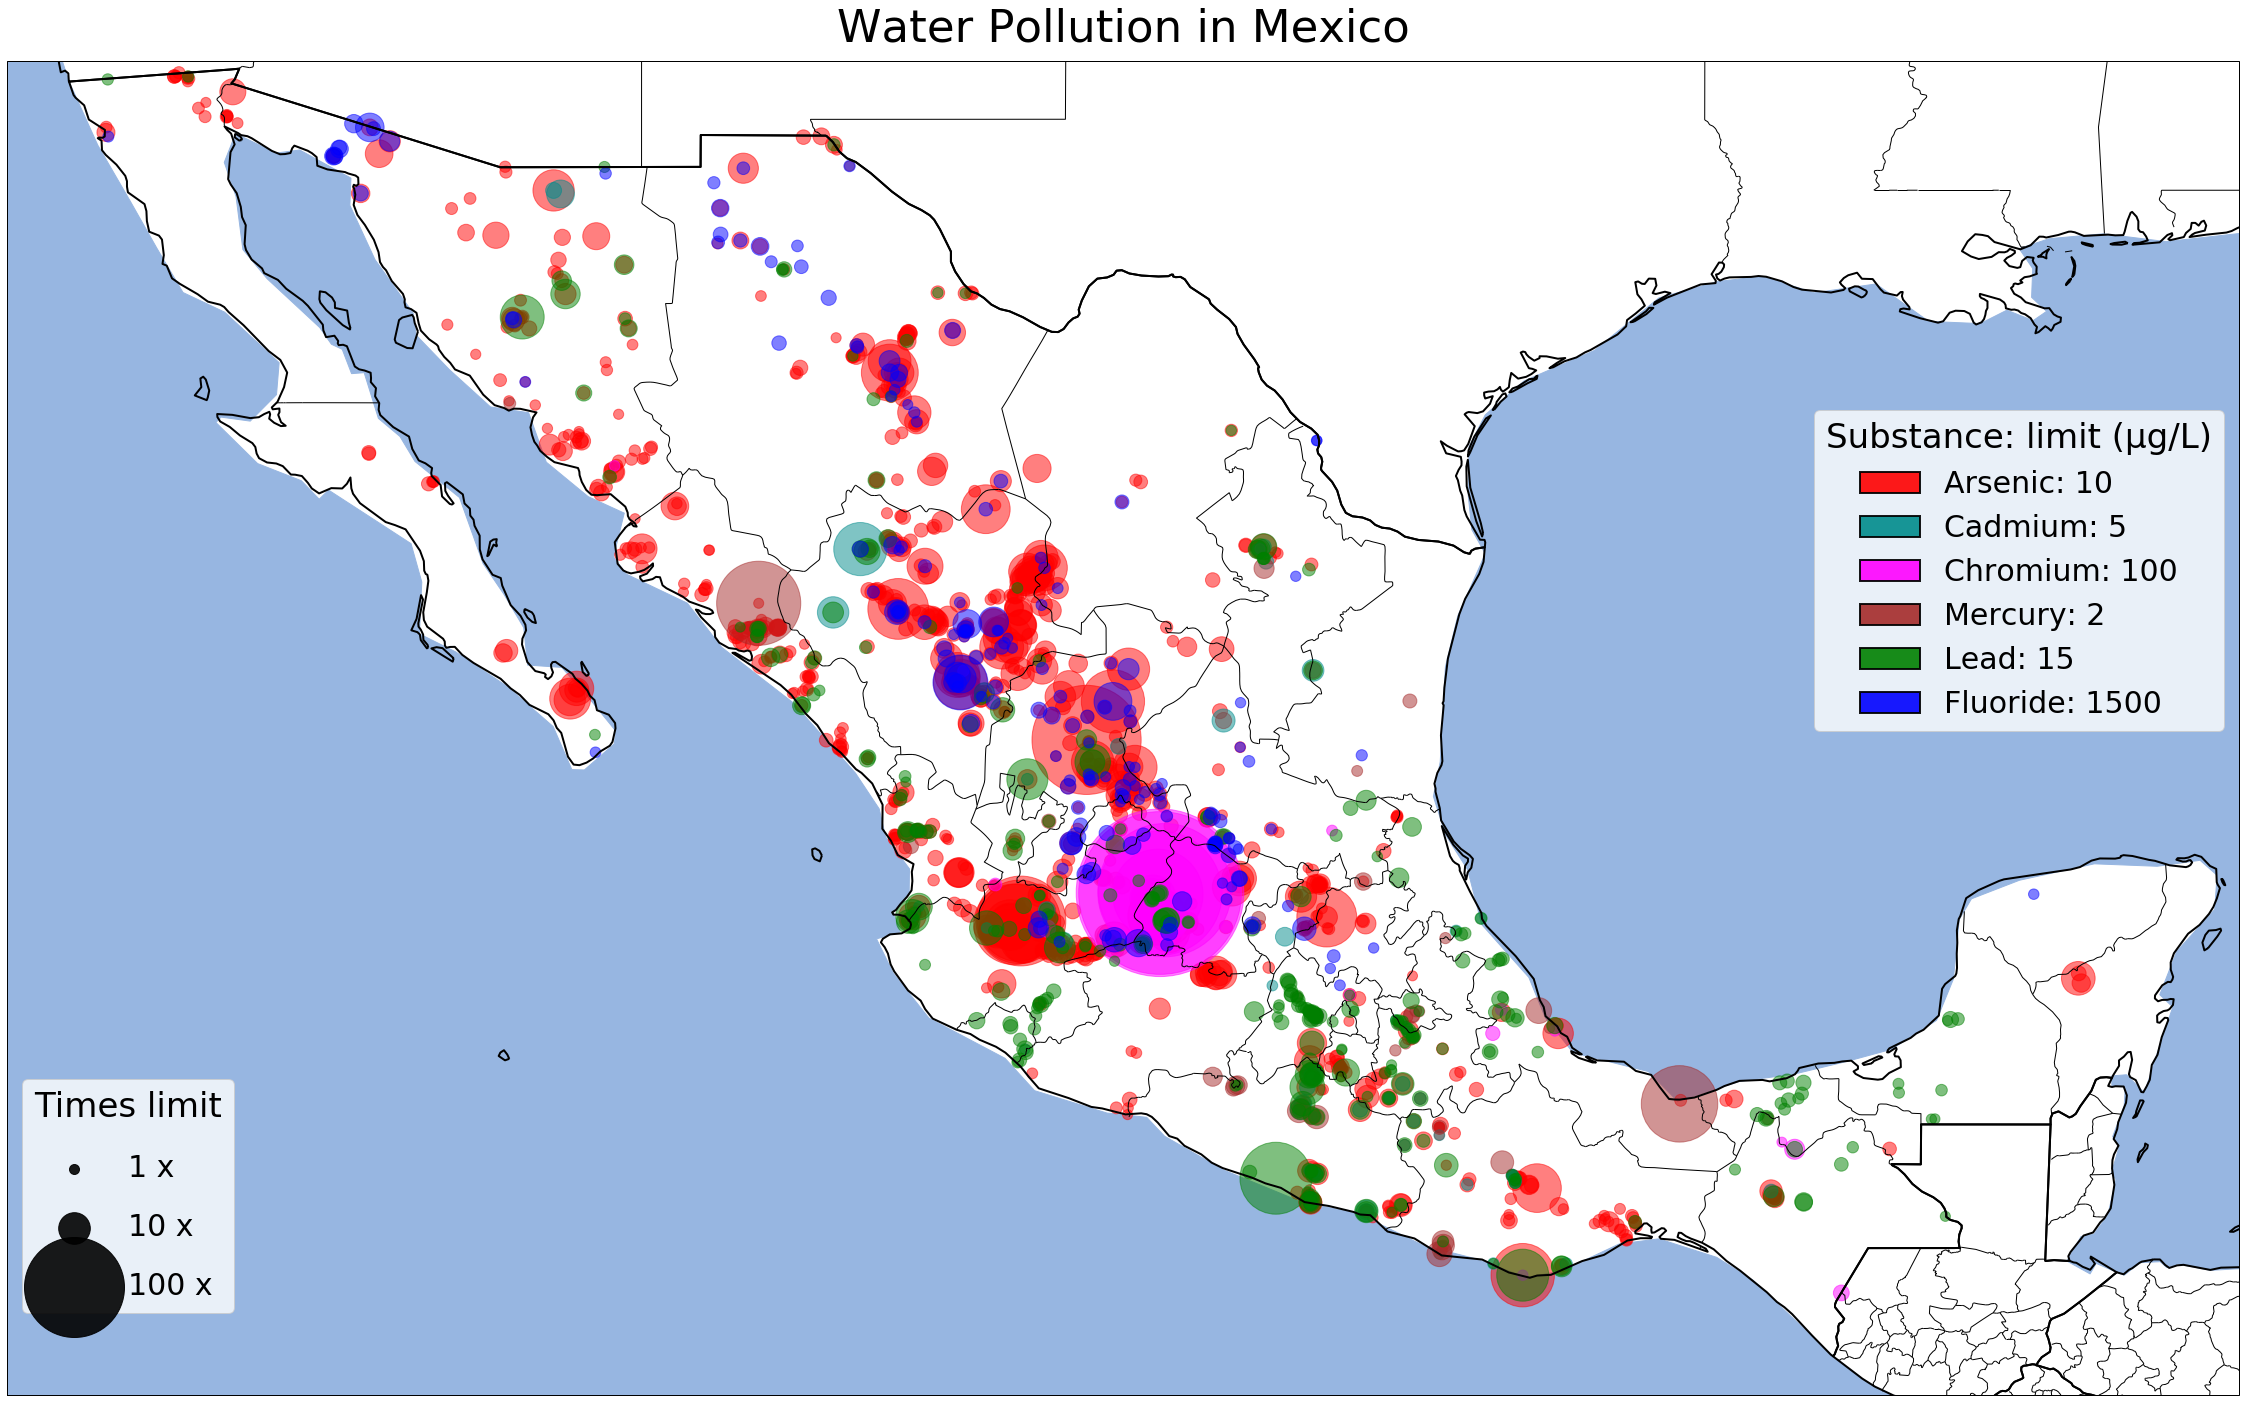 Water Pollution in Mexico
Substance: limit (µg/L)
Arsenic: 10
Cadmium: 5
Chromium: 100
Mercury: 2
Lead: 15
Fluoride: 1500
Times limit
1 x
10 x
100 x